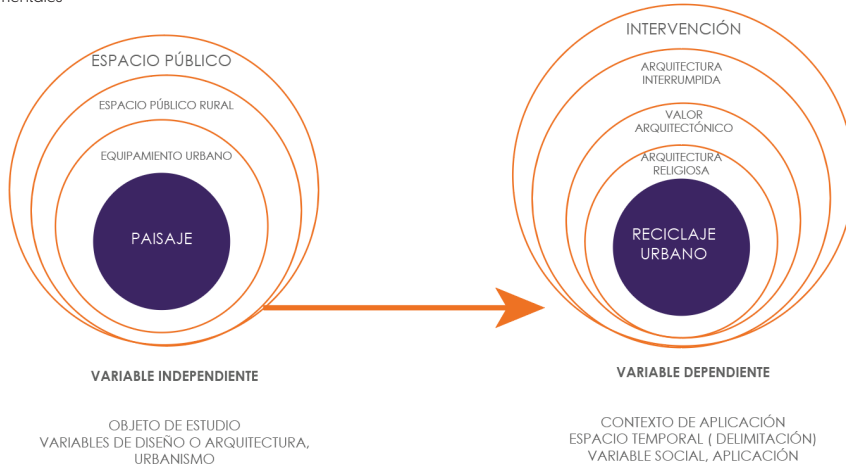 ESPACIO PÚBLICO
ESPACIO PÚBLICO RURAL
EQUIPAMIENTO URBANO
PAISAJE
VARIABLE INDEPENDIENTE
OBJETO DE ESTUDIO
VARIABLES DE DISEÑO O ARQUITECTURA,
URBANISMO
INTERVENCIÓN
ARQUITECTURA
INTERRUMPIDA
VALOR
ARQUITECTÓNICO
ARQUITECTURA
RELIGIOSA
RECICLAJE
URBANO
VARIABLE DEPENDIENTE
CONTEXTO DE APLICACIÓN
ESPACIO TEMPORAL ( DELIMITACIÓN)
VARIABLE SOCIAL, APLICACIÓN